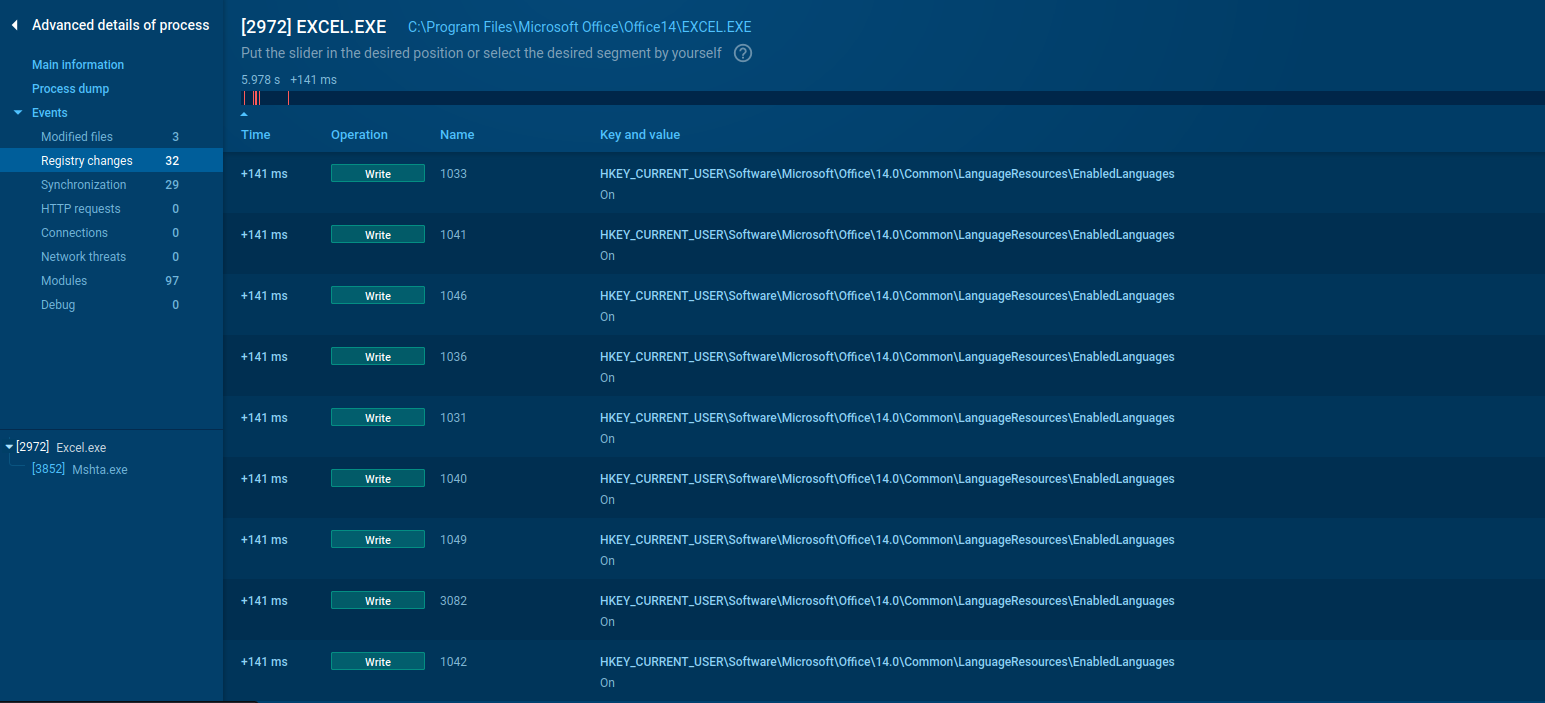 Advanced details of process
Main information
Process dump
Events
Modified files 3
Registry changes 32
Synchronization 29
HTTP requests 0
Connections 0
Network threats 0
Modules 97
Debug 0
[2972] Excel.exe
[3852] Mshta.exe
[2972] EXCEL.EXE C:\Program Files\Microsoft Office\Office14\EXCEL.EXE
Put the slider in the desired position or select the desired segment by yourself ?
5.978 s +141 ms
Time Operation Name Key and value
+141 ms Write 1033 HKEY_CURRENT_USER\Software\Microsoft\Office\14.0\Common\LanguageResources\EnabledLanguages
On
+141 ms Write 1041 HKEY_CURRENT_USER\Software\Microsoft\Office\14.0\Common\LanguageResources\EnabledLanguages
On
+141 ms Write 1046 HKEY_CURRENT_USER\Software\Microsoft\Office\14.0\Common\LanguageResources\EnabledLanguages
On
+141 ms Write 1036 HKEY_CURRENT_USER\Software\Microsoft\Office\14.0\Common\LanguageResources\EnabledLanguages
On
+141 ms Write 1031 HKEY_CURRENT_USER\Software\Microsoft\Office\14.0\Common\LanguageResources\EnabledLanguages
On
+141 ms Write 1040 HKEY_CURRENT_USER\Software\Microsoft\Office\14.0\Common\LanguageResources\EnabledLanguages
On
+141 ms Write 1049 HKEY_CURRENT_USER\Software\Microsoft\Office\14.0\Common\LanguageResources\EnabledLanguages
On
+141 ms Write 3082 HKEY_CURRENT_USER\Software\Microsoft\Office\14.0\Common\LanguageResources\EnabledLanguages
On
+141 ms Write 1042 HKEY_CURRENT_USER\Software\Microsoft\Office\14.0\Common\LanguageResources\EnabledLanguages
On